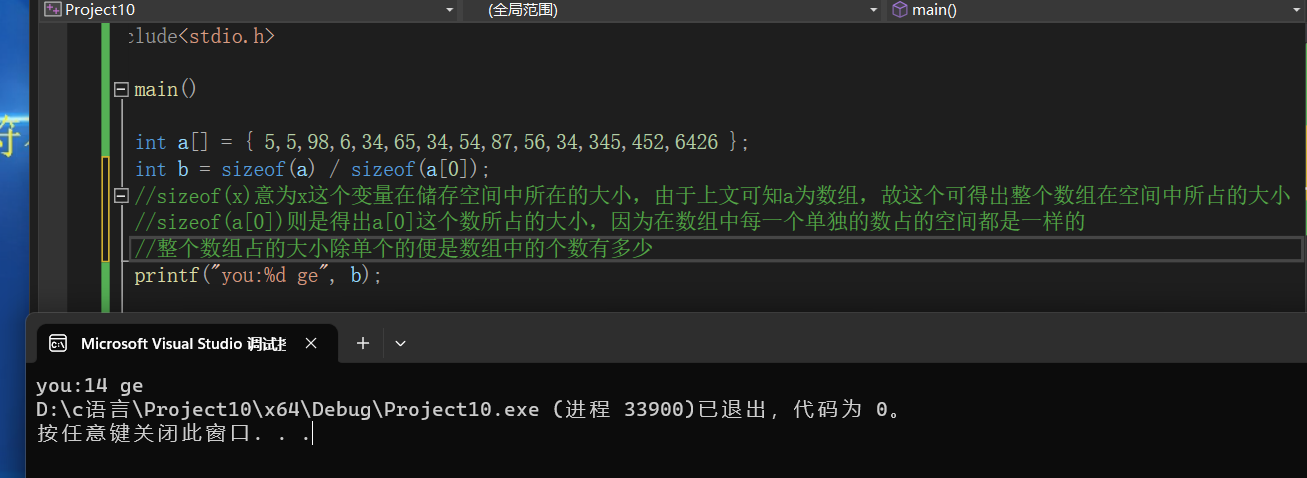 Project10 (全局范围) main()
clude<stdio.h>
main()
符
int a[] = { 5,5,98,6,34,65,34,54,87,56,34,345,452,6426 };
int b = sizeof(a) / sizeof(a[0]);
//sizeof(x)意为x这个变量在储存空间中所在的大小，由于上文可知a为数组，故这个可得出整个数组在空间中所占的大小
//sizeof(a[0])则是得出a[0]这个数所占的大小，因为在数组中每一个单独的数占的空间都是一样的
//整个数组占的大小除单个的便是数组中的个数有多少
printf("you:%d ge", b);
Microsoft Visual Studio 调试
you:14 ge
D:\c语言\Project10\x64\Debug\Project10.exe (进程 33900)已退出，代码为 0。
按任意键关闭此窗口. . .